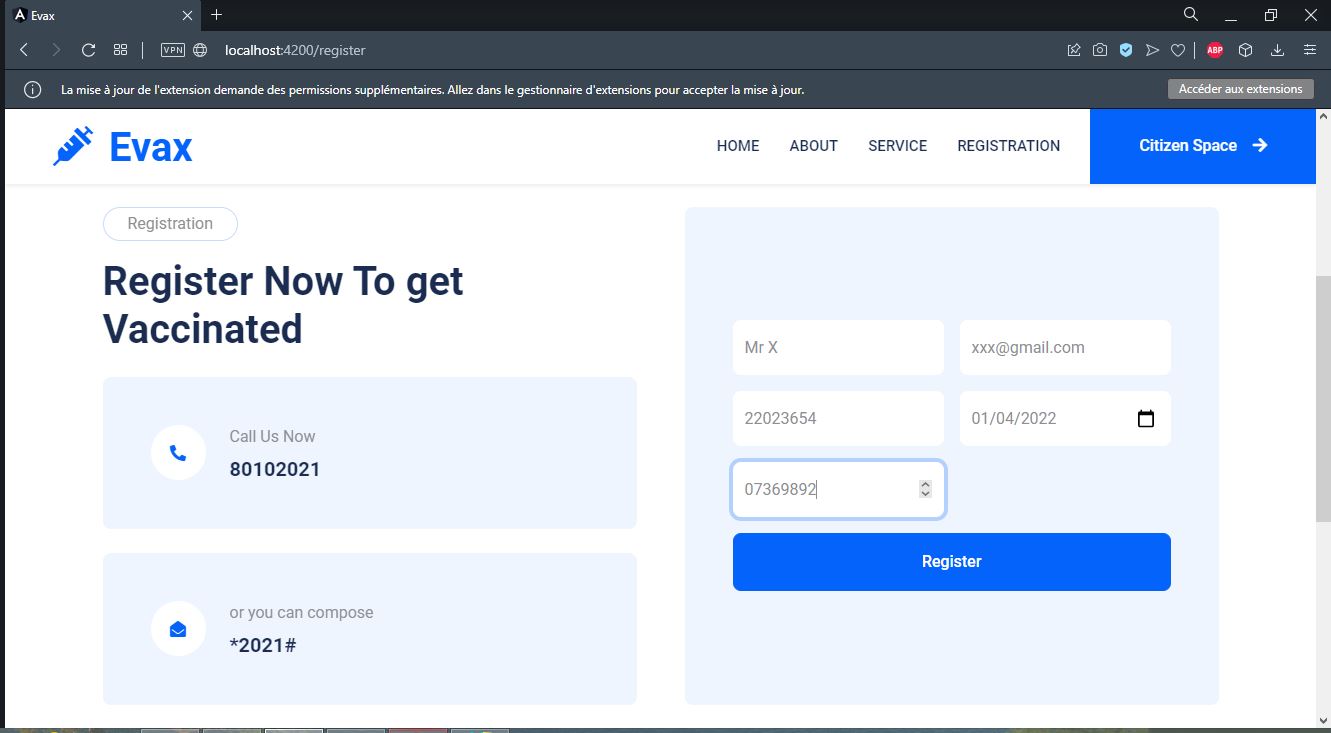 Evax
VPN
localhost:4200/register
ABP
La mise à jour de l'extension demande des permissions supplémentaires. Allez dans le gestionnaire d'extensions pour accepter la mise à jour.
Accéder aux extensions
Evax
HOME
ABOUT
SERVICE
REGISTRATION
Citizen Space
Registration
Register Now To get
Vaccinated
Call Us Now
80102021
or you can compose
*2021#
Mr X
xxx@gmail.com
22023654
01/04/2022
07369892
Register